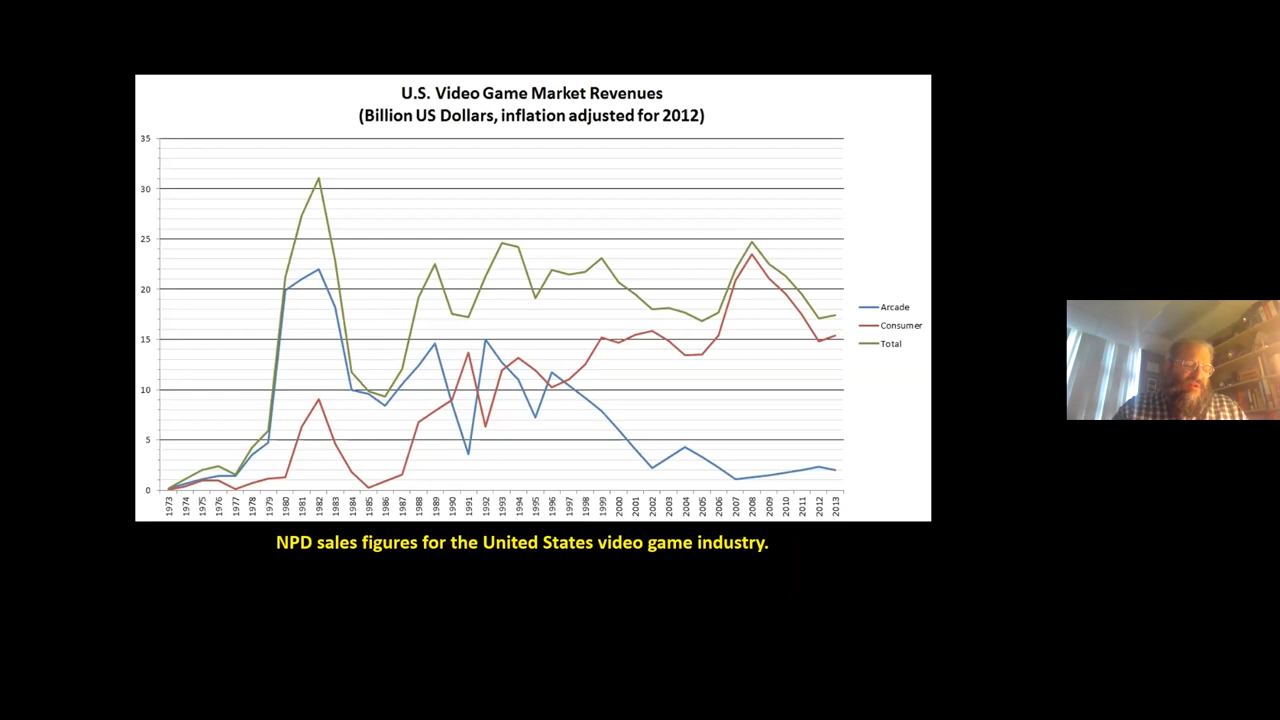 U.S. Video Game Market Revenues
(Billion US Dollars, inflation adjusted for 2012)
35
30
25
20
15
10
5
0
1973 1974 1975 1976 1977 1978 1979 1980 1981 1982 1983 1984 1985 1986 1987 1988 1989 1990 1991 1992 1993 1994 1995 1996 1997 1998 1999 2000 2001 2002 2003 2004 2005 2006 2007 2008 2009 2010 2011 2012 2013
Arcade
Consumer
Total
NPD sales figures for the United States video game industry.